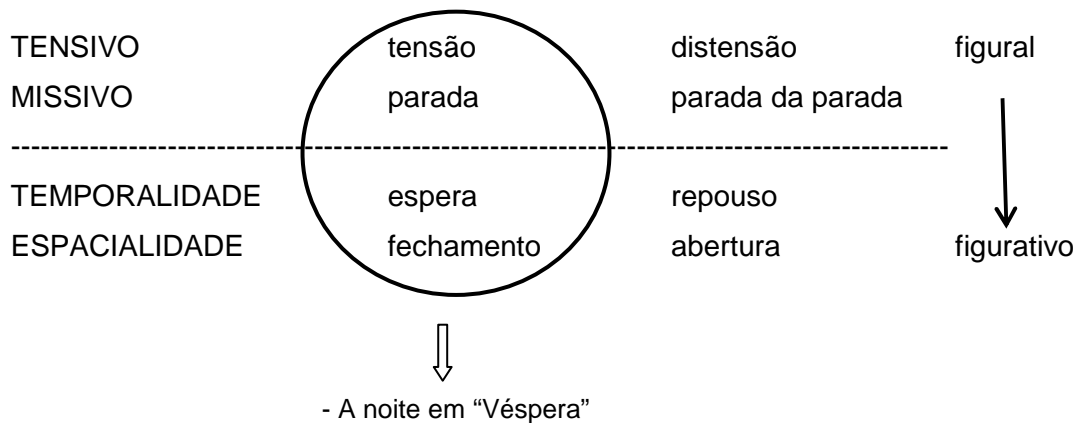 TENSIVO tensão distensão figural
MISSIVO parada parada da parada
TEMPORALIDADE espera repouso
ESPACIALIDADE fechamento abertura figurativo
- A noite em “Véspera”